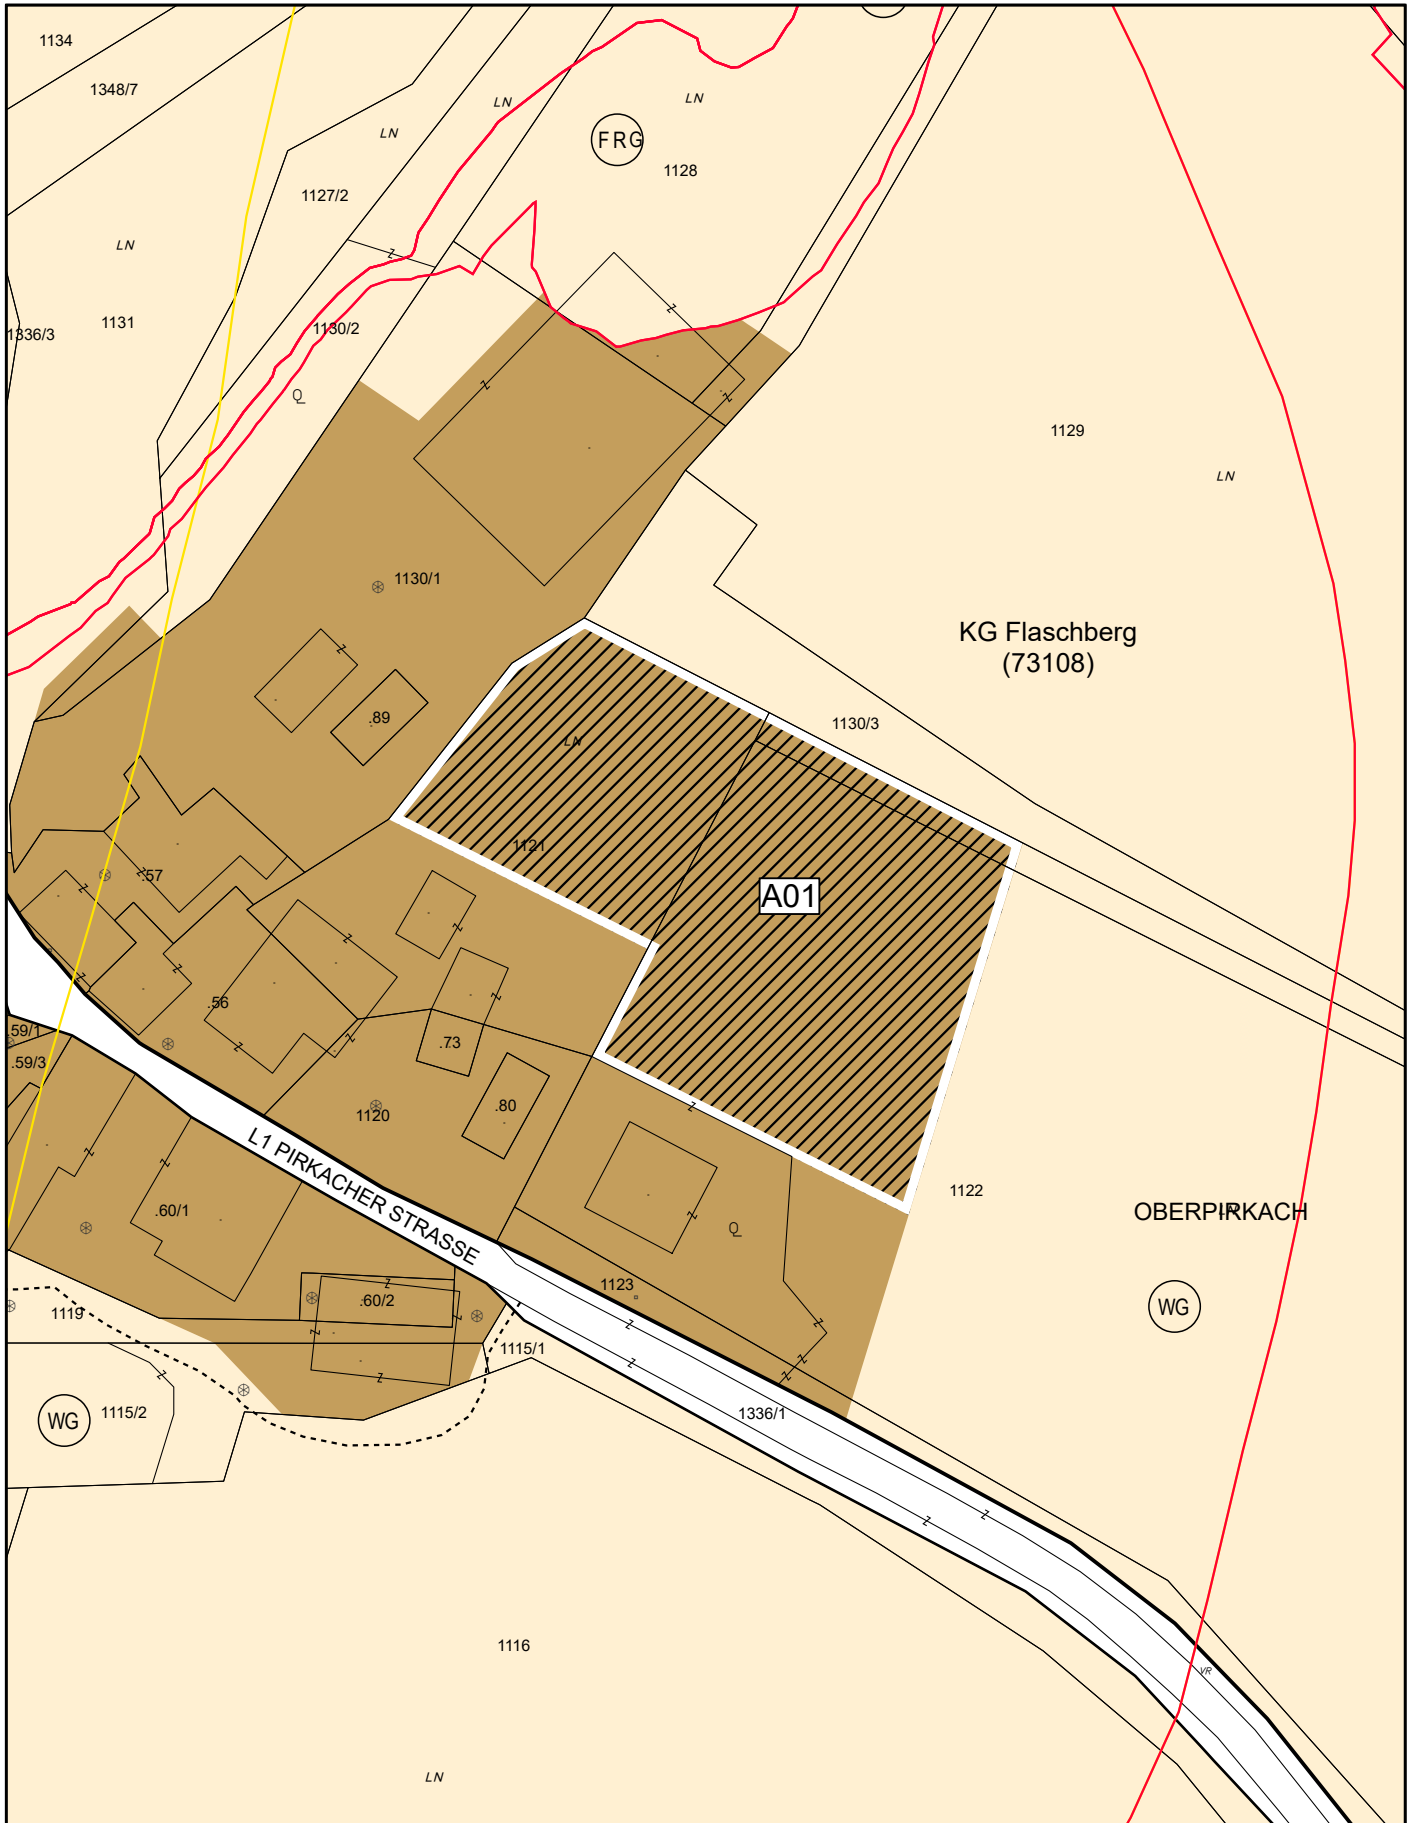 1134
1348/7
LN
LN
LN
FRG
1128
1127/2
LN
1131
1336/3
1130/2
Q
1129
LN
1130/1
KG Flaschberg
(73108)
.89
1130/3
LN
1121
.57
A01
.56
.59/1
.59/3
.73
.80
1120
L1 PIRKACHER STRASSE
1122
.60/1
OBERPIRKACH
LN
Q
1123
.60/2
WG
1119
1115/1
1115/2
WG
1336/1
1116
VR
LN